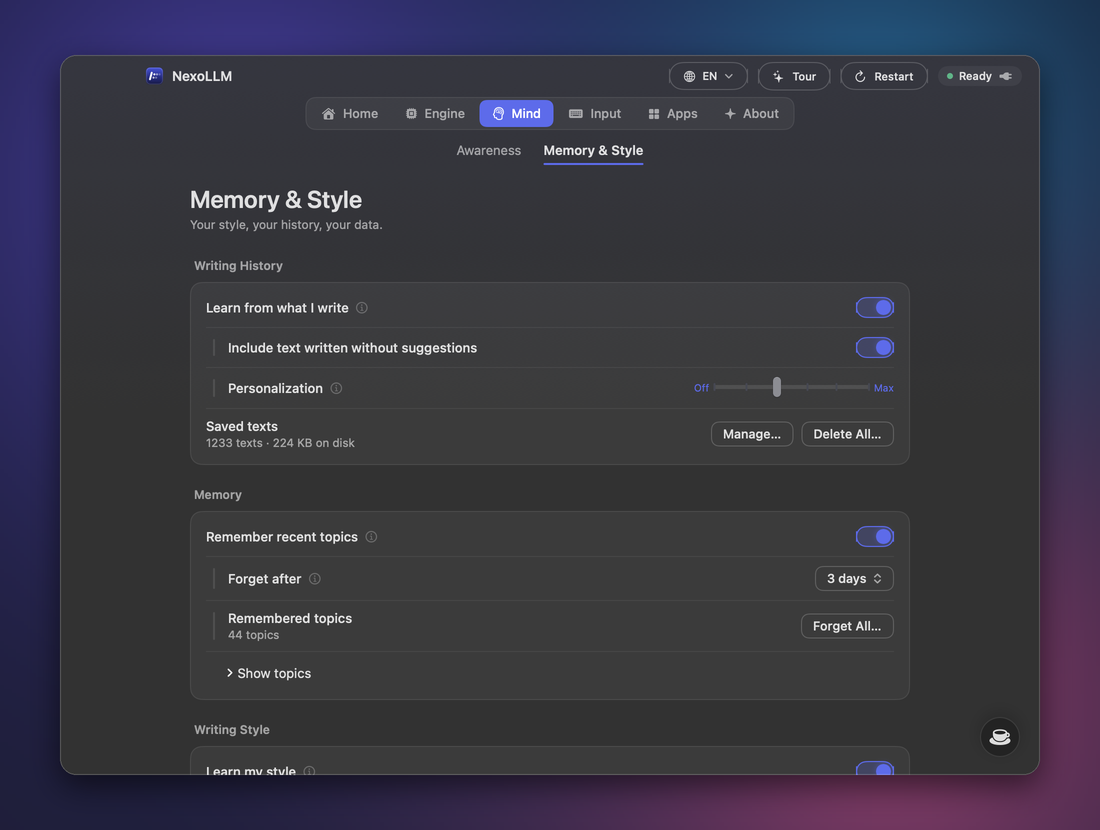 NexoLLM
EN
Tour
Restart
Ready
Home
Engine
Mind
Input
Apps
About
Awareness
Memory & Style
Memory & Style
Your style, your history, your data.
Writing History
Learn from what I write
Include text written without suggestions
Personalization
Off
Max
Saved texts
1233 texts · 224 KB on disk
Manage...
Delete All...
Memory
Remember recent topics
Forget after
3 days
Remembered topics
44 topics
Forget All...
Show topics
Writing Style
Learn my style